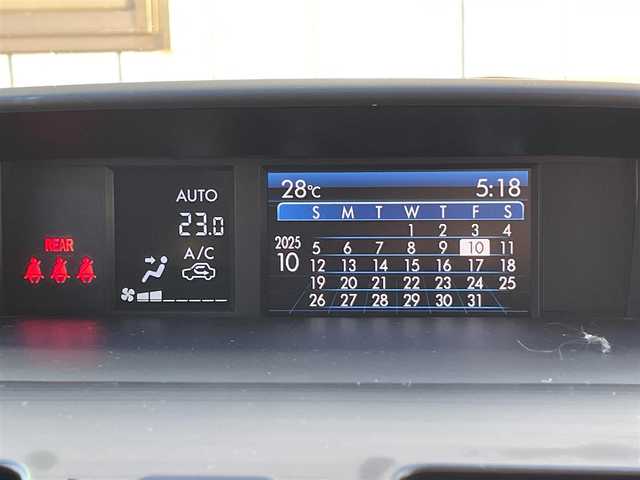 REAR
AUTO
23.0
A/C
28°C 5:18
S M T W T F S
1 2 3 4
2025 5 6 7 8 9 10 11
10 12 13 14 15 16 17 18
19 20 21 22 23 24 25
26 27 28 29 30 31